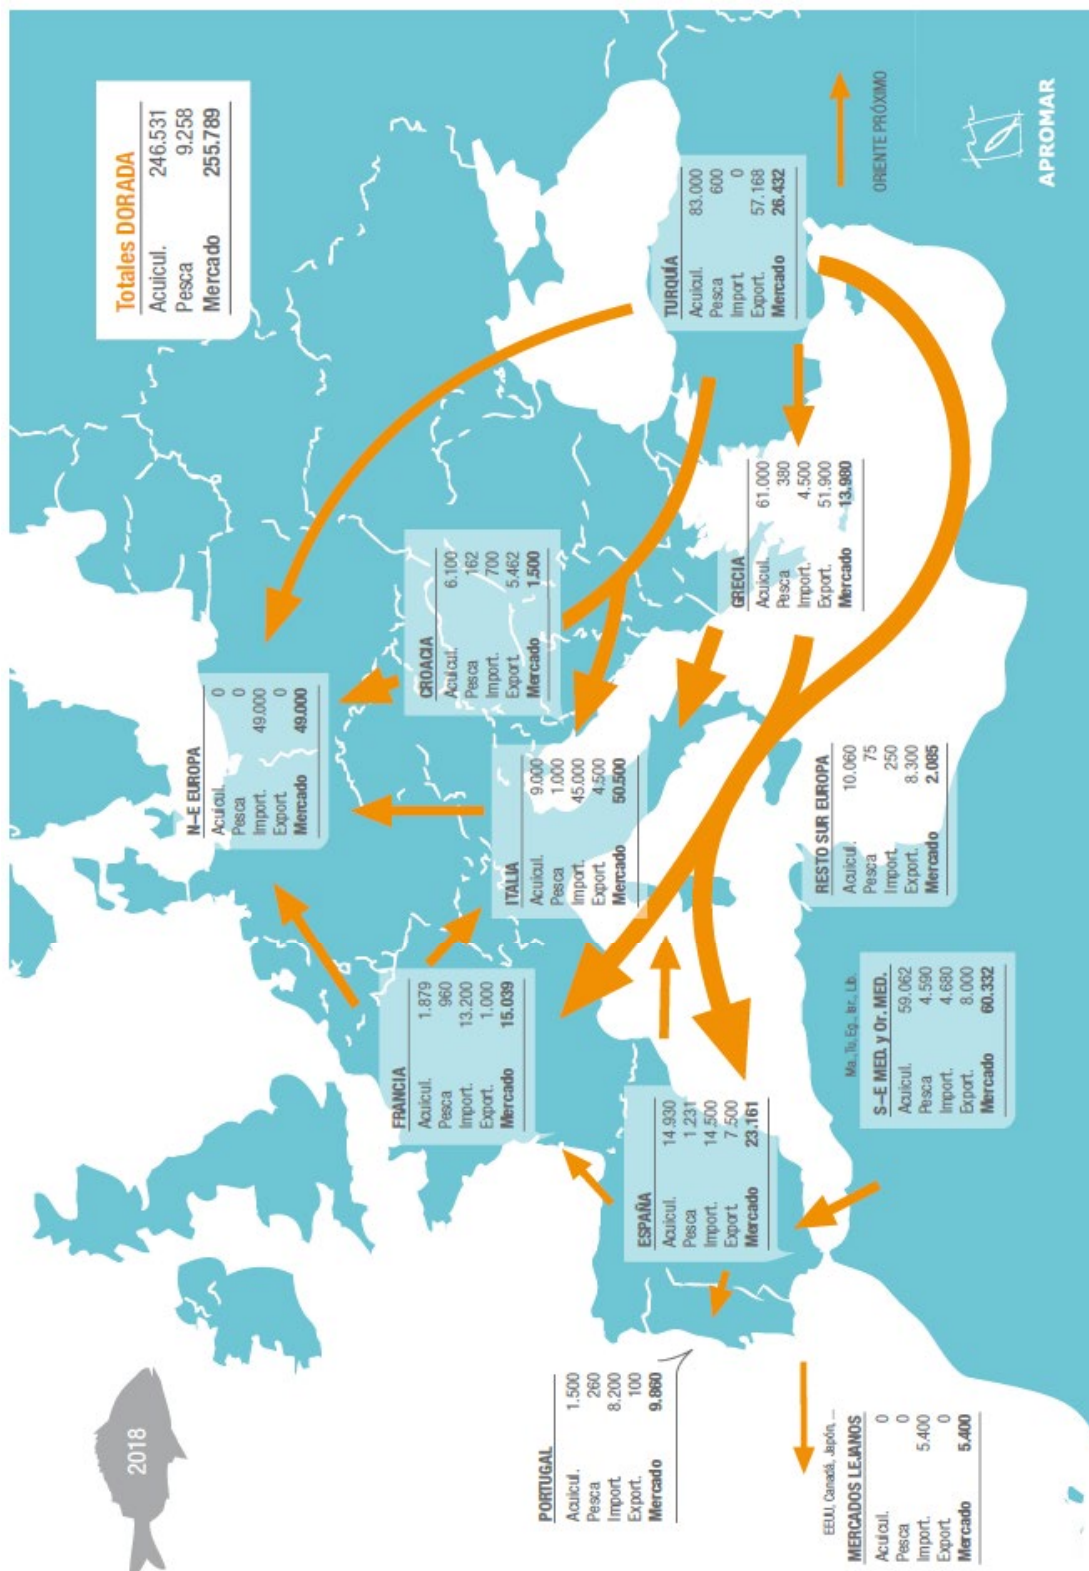 2018
Totales DORADA
Acuicul. 246.531
Pesca 9.258
Mercado 255.789
N–E EUROPA
Acuicul. 0
Pesca 0
Import. 49.000
Export. 0
Mercado 49.000
FRANCIA
Acuicul. 1.879
Pesca 960
Import. 13.200
Export. 1.000
Mercado 15.039
CROACIA
Acuicul. 6.100
Pesca 162
Import. 700
Export. 5.462
Mercado 1.500
ITALIA
Acuicul. 9.000
Pesca 1.000
Import. 45.000
Export. 4.500
Mercado 50.500
PORTUGAL
Acuicul. 1.500
Pesca 260
Import. 8.200
Export. 100
Mercado 9.860
ESPAÑA
Acuicul. 14.930
Pesca 1.231
Import. 14.500
Export. 7.500
Mercado 23.161
TURQUÍA
Acuicul. 83.000
Pesca 600
Import. 0
Export. 57.168
Mercado 26.432
GRECIA
Acuicul. 61.000
Pesca 380
Import. 4.500
Export. 51.900
Mercado 13.980
RESTO SUR EUROPA
Acuicul. 10.060
Pesca 75
Import. 250
Export. 8.300
Mercado 2.085
Ma., Tu, Eg., Isr., Lib.
S–E MED. y Or. MED.
Acuicul. 59.062
Pesca 4.590
Import. 4.680
Export. 8.000
Mercado 60.332
EEUU, Canadá, Japón, ...
MERCADOS LEJANOS
Acuicul. 0
Pesca 0
Import. 5.400
Export. 0
Mercado 5.400
ORIENTE PRÓXIMO
APROMAR